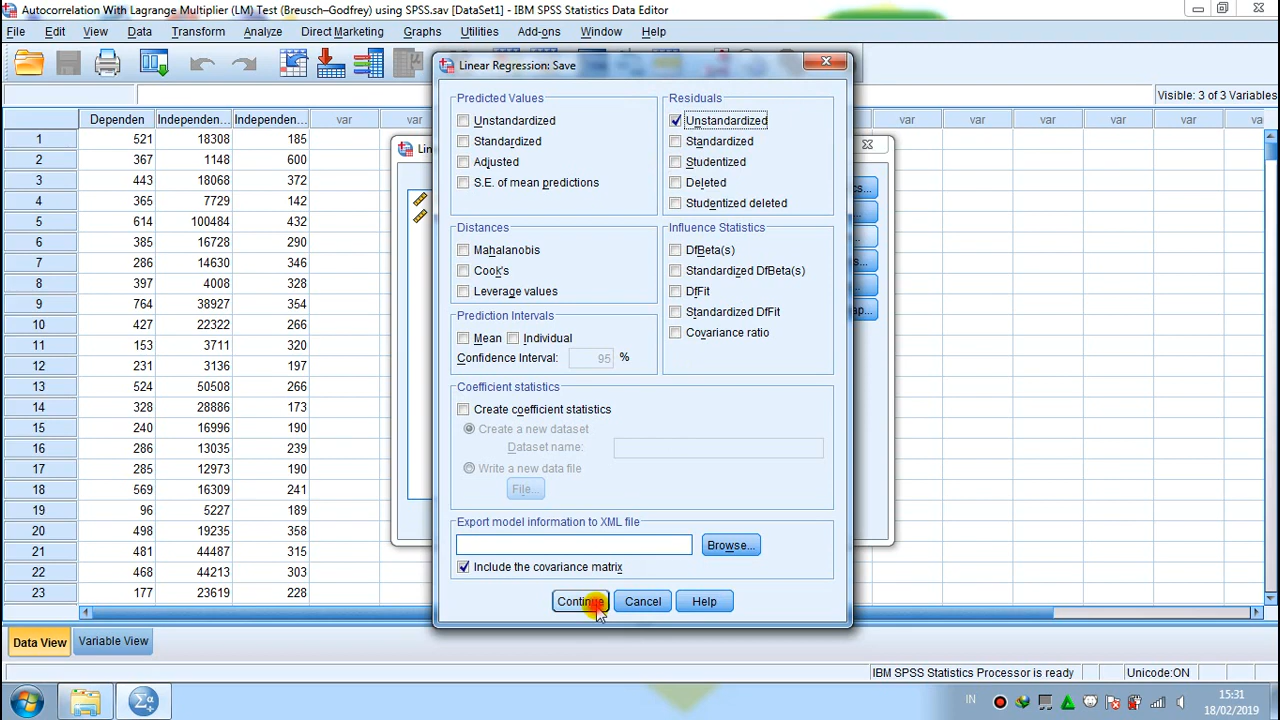 Autocorrelation With Lagrange Multiplier (LM) Test (Breusch–Godfrey) using SPSS.sav [DataSet1] - IBM SPSS Statistics Data Editor
File Edit View Data Transform Analyze Direct Marketing Graphs Utilities Add-ons Window Help
Visible: 3 of 3 Variables
Linear Regression: Save
Predicted Values
Unstandardized
Standardized
Adjusted
S.E. of mean predictions
Residuals
Unstandardized
Standardized
Studentized
Deleted
Studentized deleted
Distances
Mahalanobis
Cook's
Leverage values
Influence Statistics
DfBeta(s)
Standardized DfBeta(s)
DfFit
Standardized DfFit
Covariance ratio
Prediction Intervals
Mean Individual
Confidence Interval: 95 %
Coefficient statistics
Create coefficient statistics
Create a new dataset
Dataset name:
Write a new data file
File...
Export model information to XML file
Browse...
Include the covariance matrix
Continue Cancel Help
Dependen Independen... Independen... var var var var var var
1 521 18308 185
2 367 1148 600
3 443 18068 372
4 365 7729 142
5 614 100484 432
6 385 16728 290
7 286 14630 346
8 397 4008 328
9 764 38927 354
10 427 22322 266
11 153 3711 320
12 231 3136 197
13 524 50508 266
14 328 28886 173
15 240 16996 190
16 286 13035 239
17 285 12973 190
18 569 16309 241
19 96 5227 189
20 498 19235 358
21 481 44487 315
22 468 44213 303
23 177 23619 228
Data View Variable View
IBM SPSS Statistics Processor is ready Unicode:ON
IN
15:31
18/02/2019